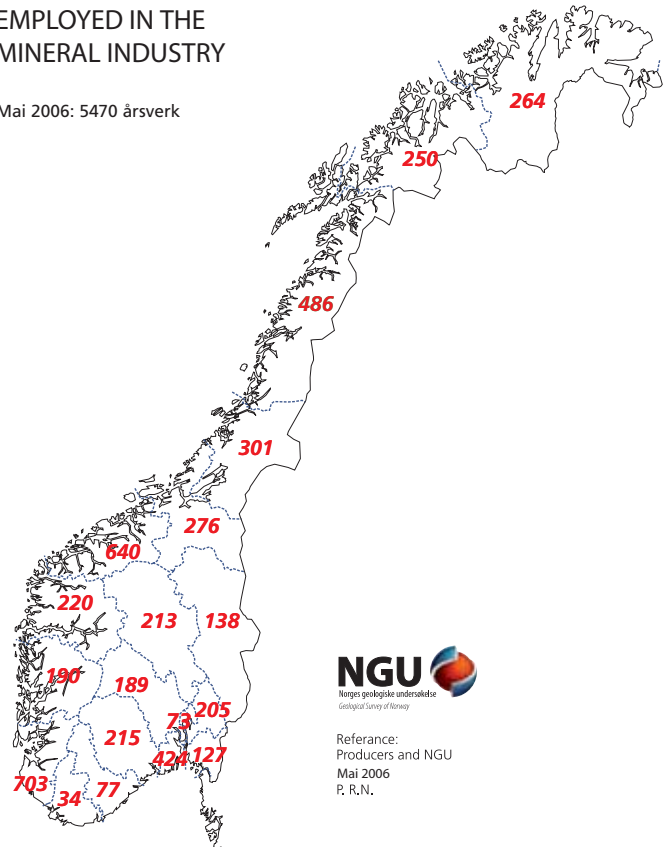 EMPLOYED IN THE
MINERAL INDUSTRY
Mai 2006: 5470 årsverk
264
250
486
301
276
640
220
213
138
190
189
205
73
215
127
424
703
77
34
NGU
Norges geologiske undersøkelse
Geological Survey of Norway
Referance:
Producers and NGU
Mai 2006
P. R.N.